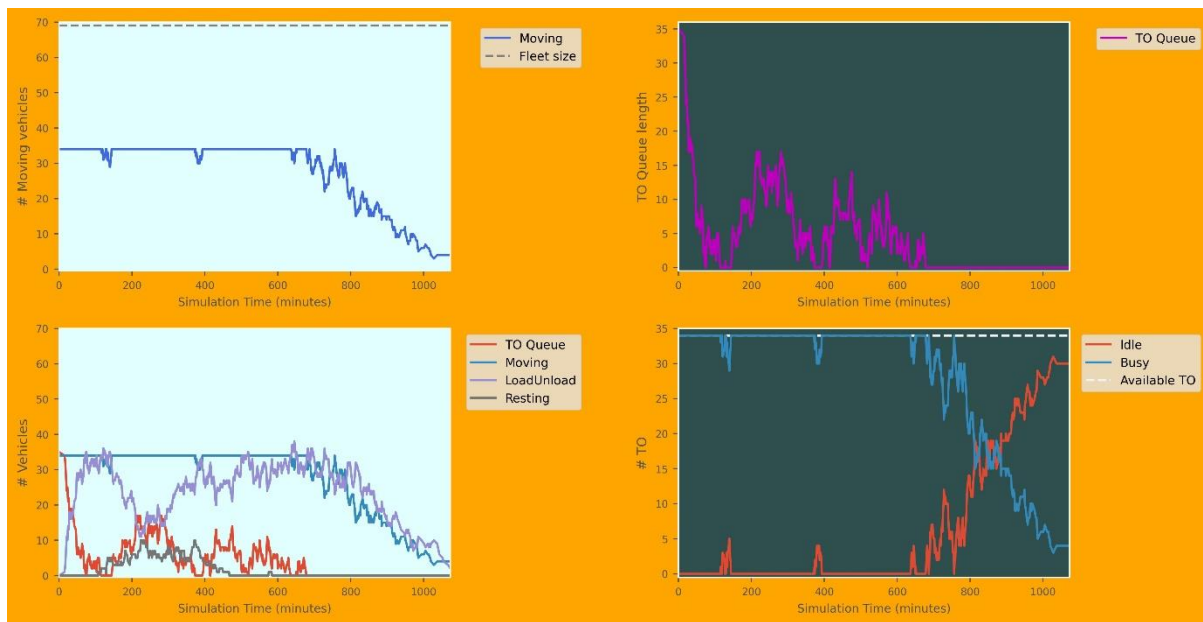 70
60
50
40
30
20
10
0
# Moving vehicles
0 200 400 600 800 1000
Simulation Time (minutes)
Moving
Fleet size
35
30
25
20
15
10
5
0
TO Queue length
0 200 400 600 800 1000
Simulation Time (minutes)
TO Queue
70
60
50
40
30
20
10
0
# Vehicles
0 200 400 600 800 1000
Simulation Time (minutes)
TO Queue
Moving
LoadUnload
Resting
35
30
25
20
15
10
5
0
# TO
0 200 400 600 800 1000
Simulation Time (minutes)
Idle
Busy
Available TO